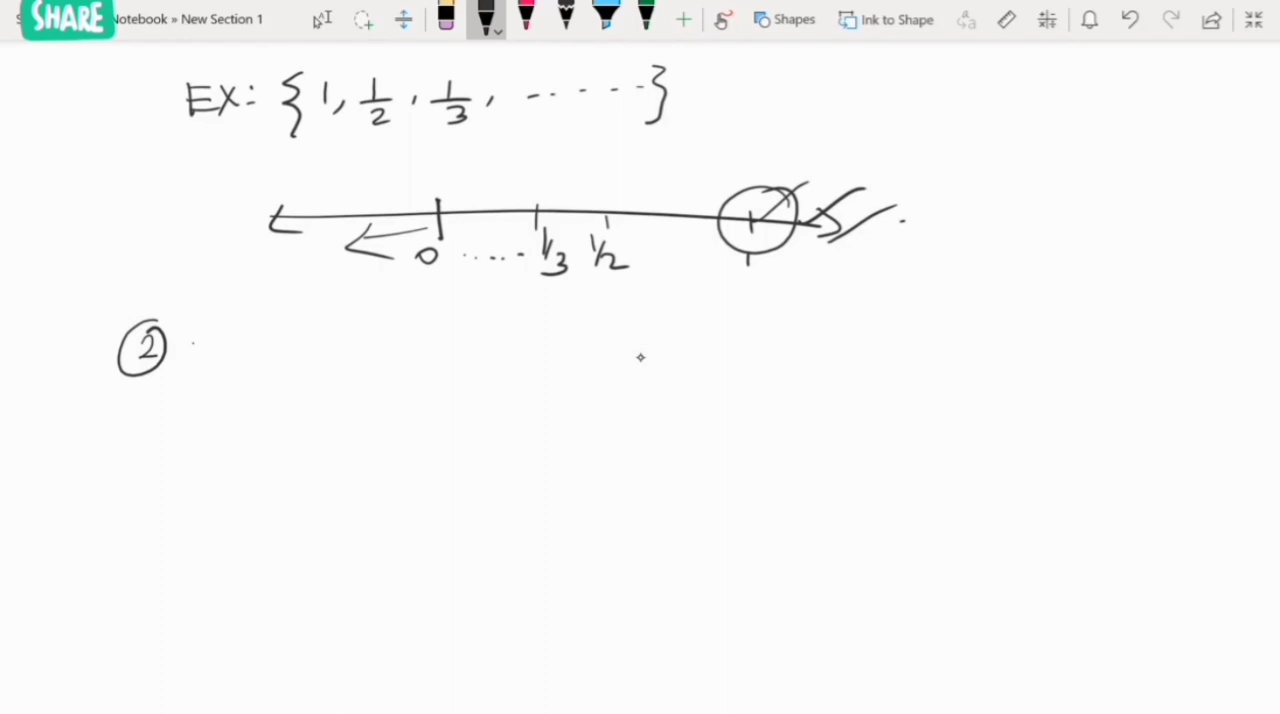 SHARE
Notebook » New Section 1
Shapes
Ink to Shape
EX: { 1, 1/2, 1/3, - . . . . . }
0 ...... 1/3 1/2 1
②